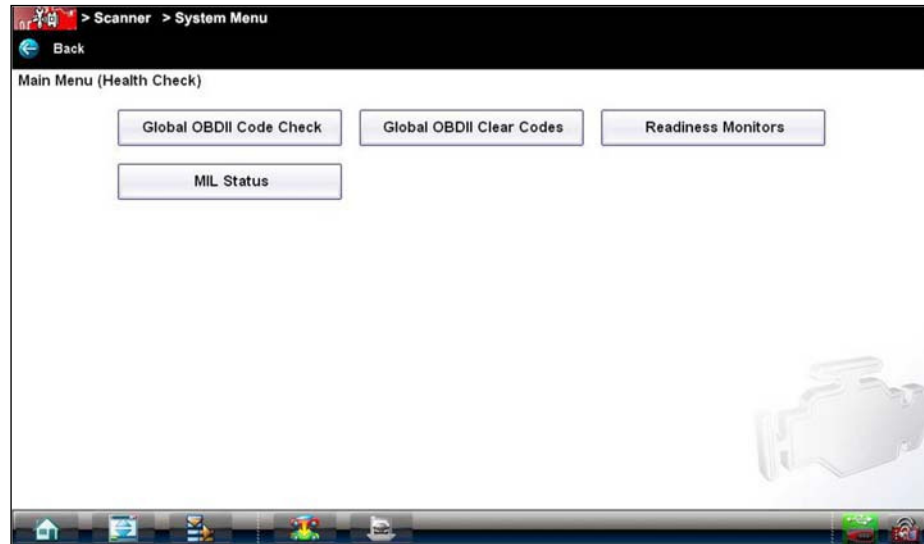 > Scanner > System Menu
Back
Main Menu (Health Check)
Global OBDII Code Check Global OBDII Clear Codes Readiness Monitors
MIL Status